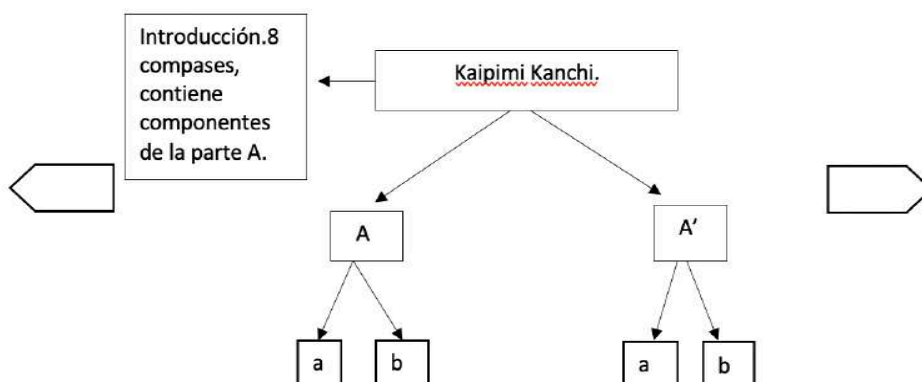 Introducción.8
compases,
contiene
componentes
de la parte A.
Kaipimi Kanchi.
A
A’
a
b
a
b